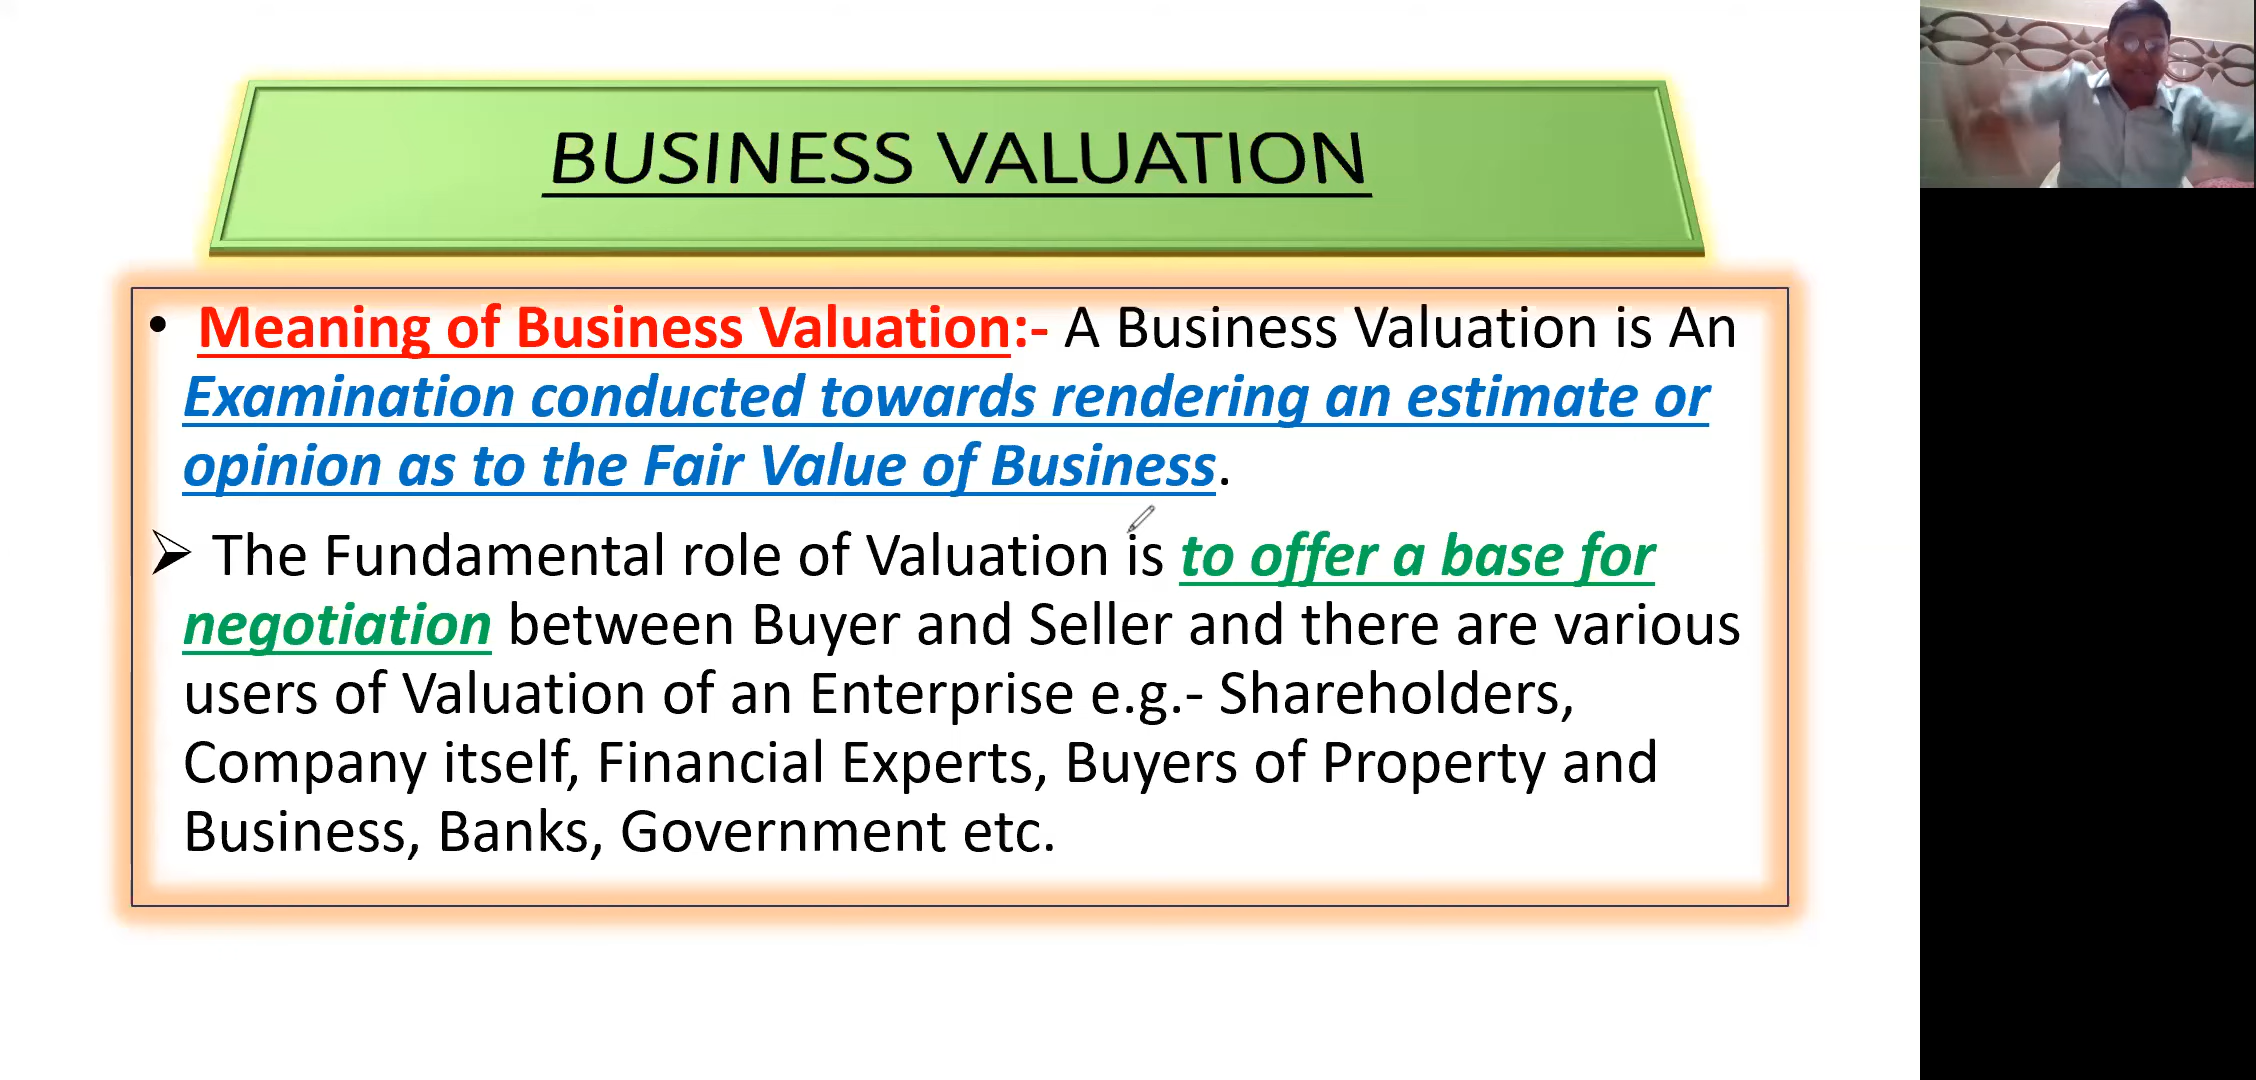 BUSINESS VALUATION
• Meaning of Business Valuation:- A Business Valuation is An
Examination conducted towards rendering an estimate or
opinion as to the Fair Value of Business.
➢ The Fundamental role of Valuation is to offer a base for
negotiation between Buyer and Seller and there are various
users of Valuation of an Enterprise e.g.- Shareholders,
Company itself, Financial Experts, Buyers of Property and
Business, Banks, Government etc.